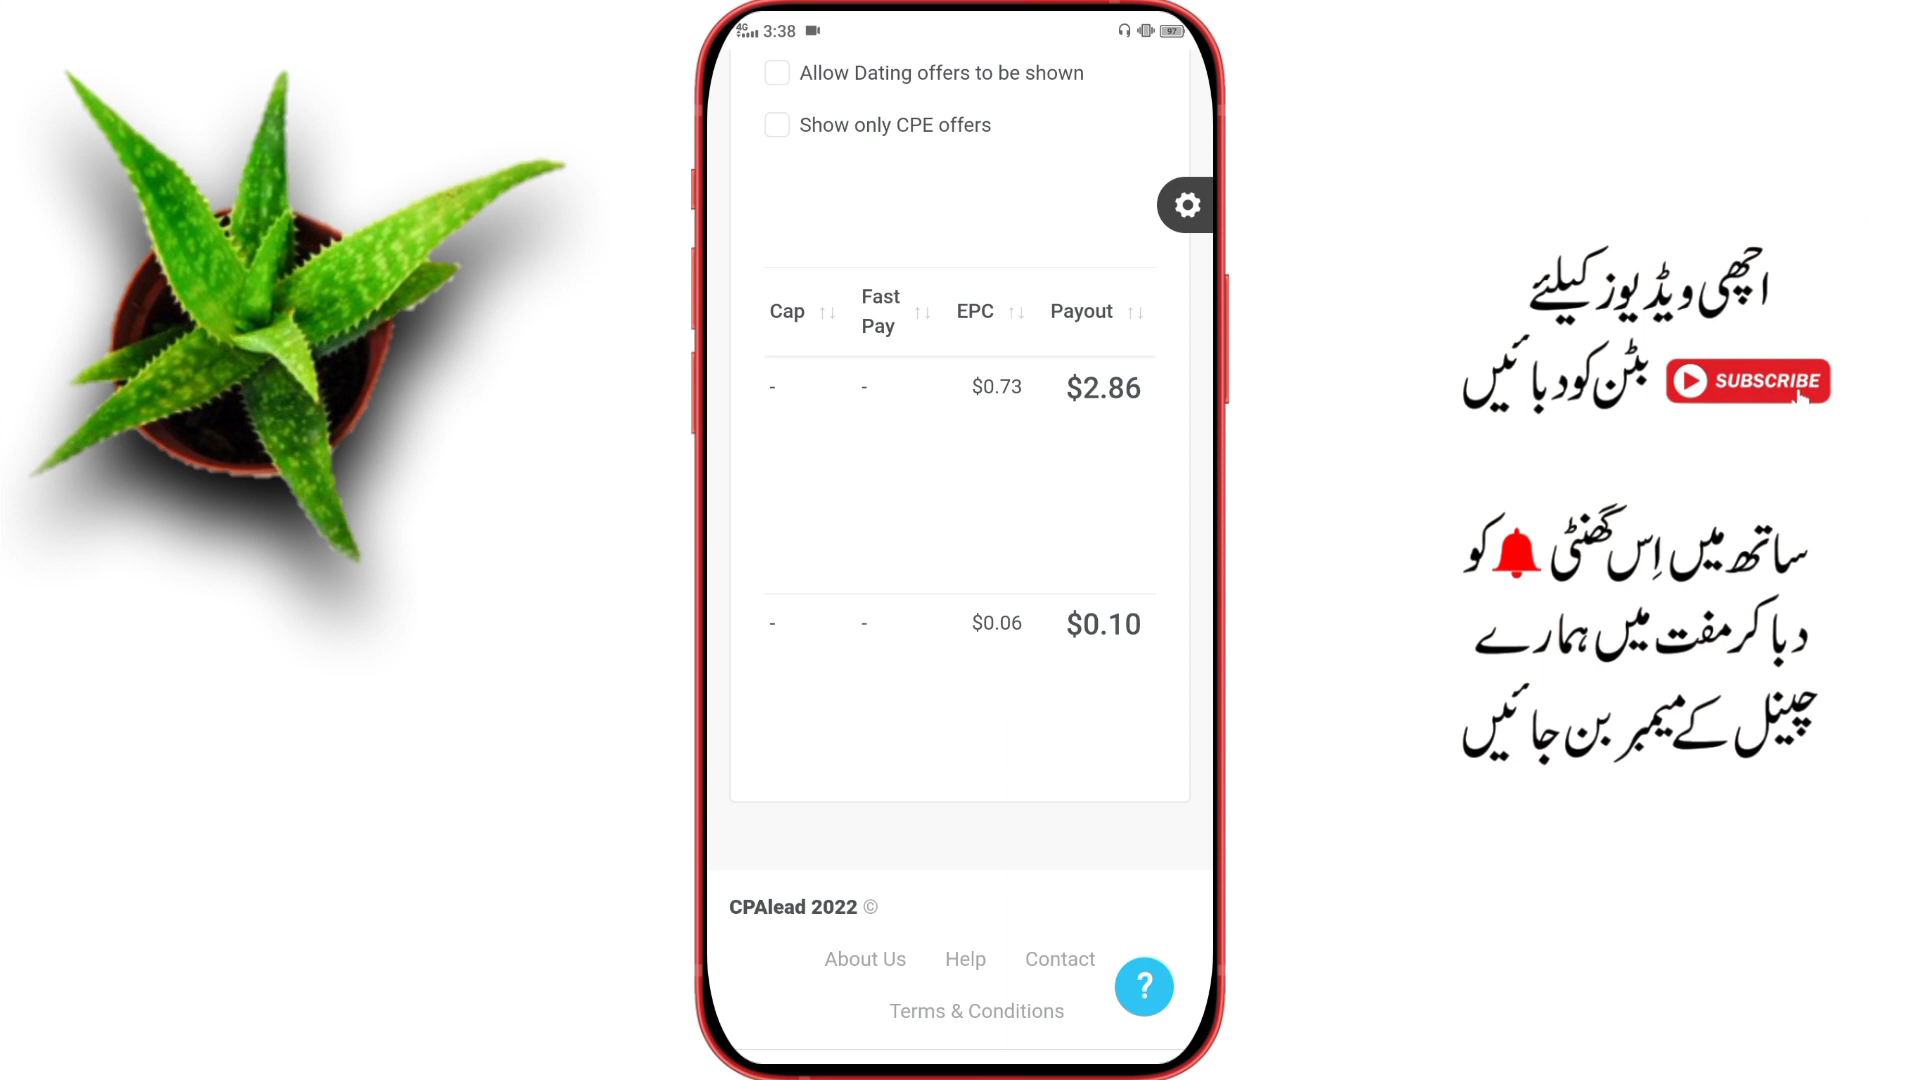 4G 3:38 97
Allow Dating offers to be shown
Show only CPE offers
Cap Fast Pay EPC Payout
- - $0.73 $2.86
- - $0.06 $0.10
CPAlead 2022 ©
About Us Help Contact
?
Terms & Conditions
اچھی ویڈیوز کیلئے
SUBSCRIBE بٹن کو دبائیں
ساتھ میں اِس گھنٹی کو
دبا کر مفت میں ہمارے
چینل کے میمبر بن جائیں